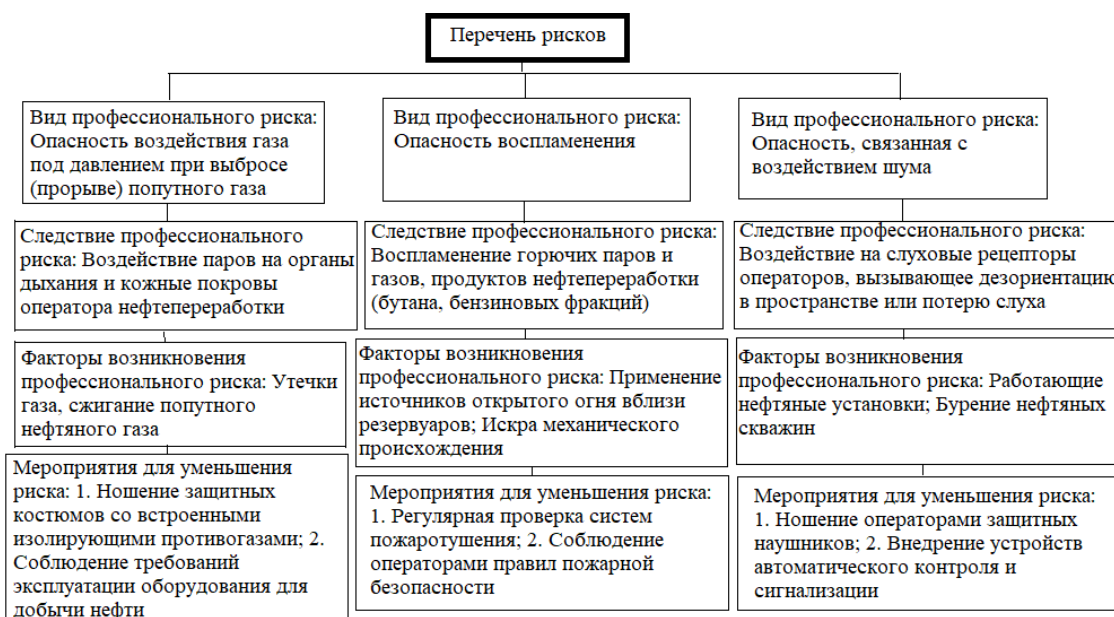 Перечень рисков
Вид профессионального риска:
Опасность воздействия газа
под давлением при выбросе
(прорыве) попутного газа
Следствие профессионального
риска: Воздействие паров на органы
дыхания и кожные покровы
оператора нефтепереработки
Факторы возникновения
профессионального риска: Утечки
газа, сжигание попутного
нефтяного газа
Мероприятия для уменьшения
риска: 1. Ношение защитных
костюмов со встроенными
изолирующими противогазами; 2.
Соблюдение требований
эксплуатации оборудования для
добычи нефти
Вид профессионального риска:
Опасность воспламенения
Следствие профессионального риска:
Воспламенение горючих паров и
газов, продуктов нефтепереработки
(бутана, бензиновых фракций)
Факторы возникновения
профессионального риска: Применение
источников открытого огня вблизи
резервуаров; Искра механического
происхождения
Мероприятия для уменьшения риска:
1. Регулярная проверка систем
пожаротушения; 2. Соблюдение
операторами правил пожарной
безопасности
Вид профессионального риска:
Опасность, связанная с
воздействием шума
Следствие профессионального риска:
Воздействие на слуховые рецепторы
операторов, вызывающее дезориентацию
в пространстве или потерю слуха
Факторы возникновения
профессионального риска: Работающие
нефтяные установки; Бурение нефтяных
скважин
Мероприятия для уменьшения риска:
1. Ношение операторами защитных
наушников; 2. Внедрение устройств
автоматического контроля и
сигнализации